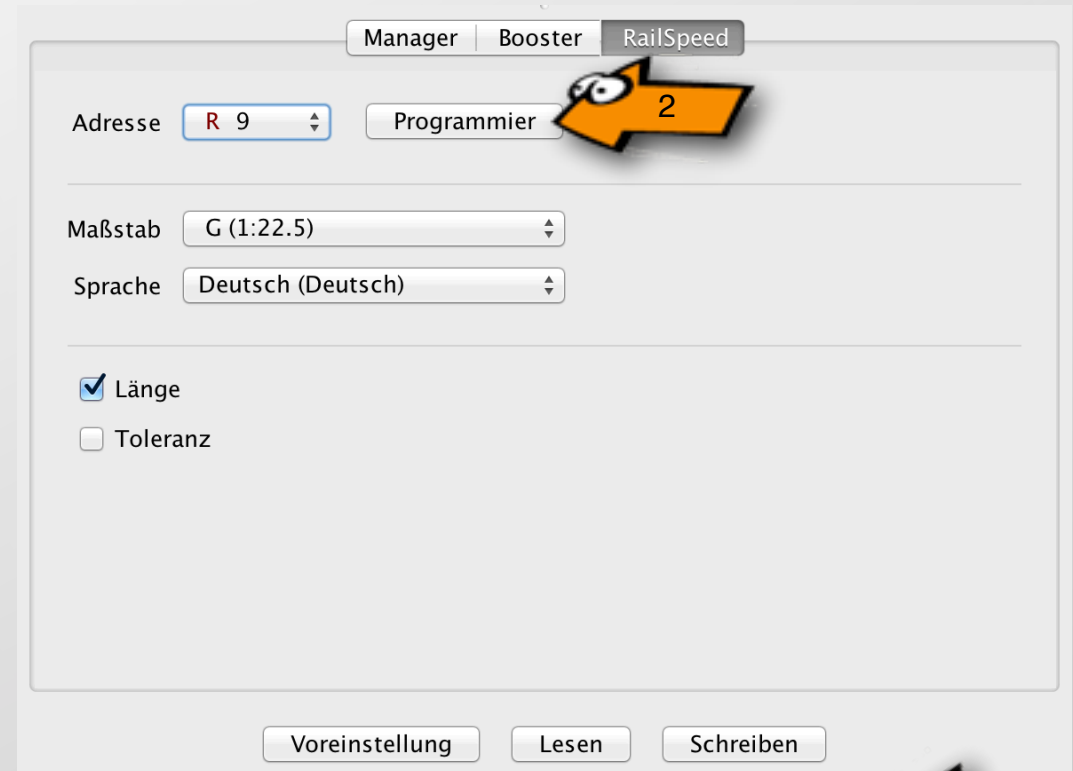 Manager Booster RailSpeed
Adresse R 9 Programmier 2
Maßstab G (1:22.5)
Sprache Deutsch (Deutsch)
Länge
Toleranz
Voreinstellung Lesen Schreiben